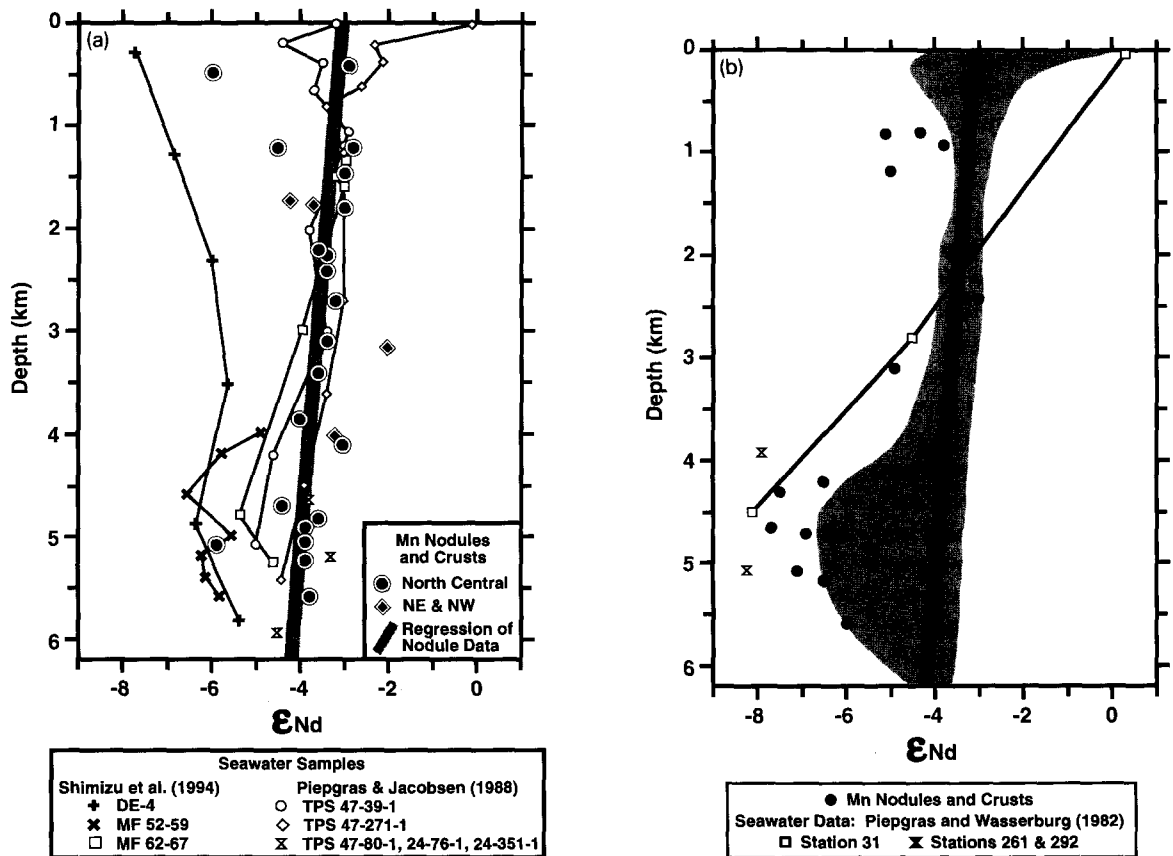 (a)
0
1
2
3
4
5
6
Depth (km)
-8
-6
-4
-2
0
εNd
Mn Nodules
and Crusts
North Central
NE & NW
Regression of
Nodule Data
Seawater Samples
Shimizu et al. (1994)
DE-4
MF 52-59
MF 62-67
Piepgras & Jacobsen (1988)
TPS 47-39-1
TPS 47-271-1
TPS 47-80-1, 24-76-1, 24-351-1
(b)
0
1
2
3
4
5
6
Depth (km)
-8
-6
-4
-2
0
εNd
Mn Nodules and Crusts
Seawater Data: Piepgras and Wasserburg (1982)
Station 31
Stations 261 & 292